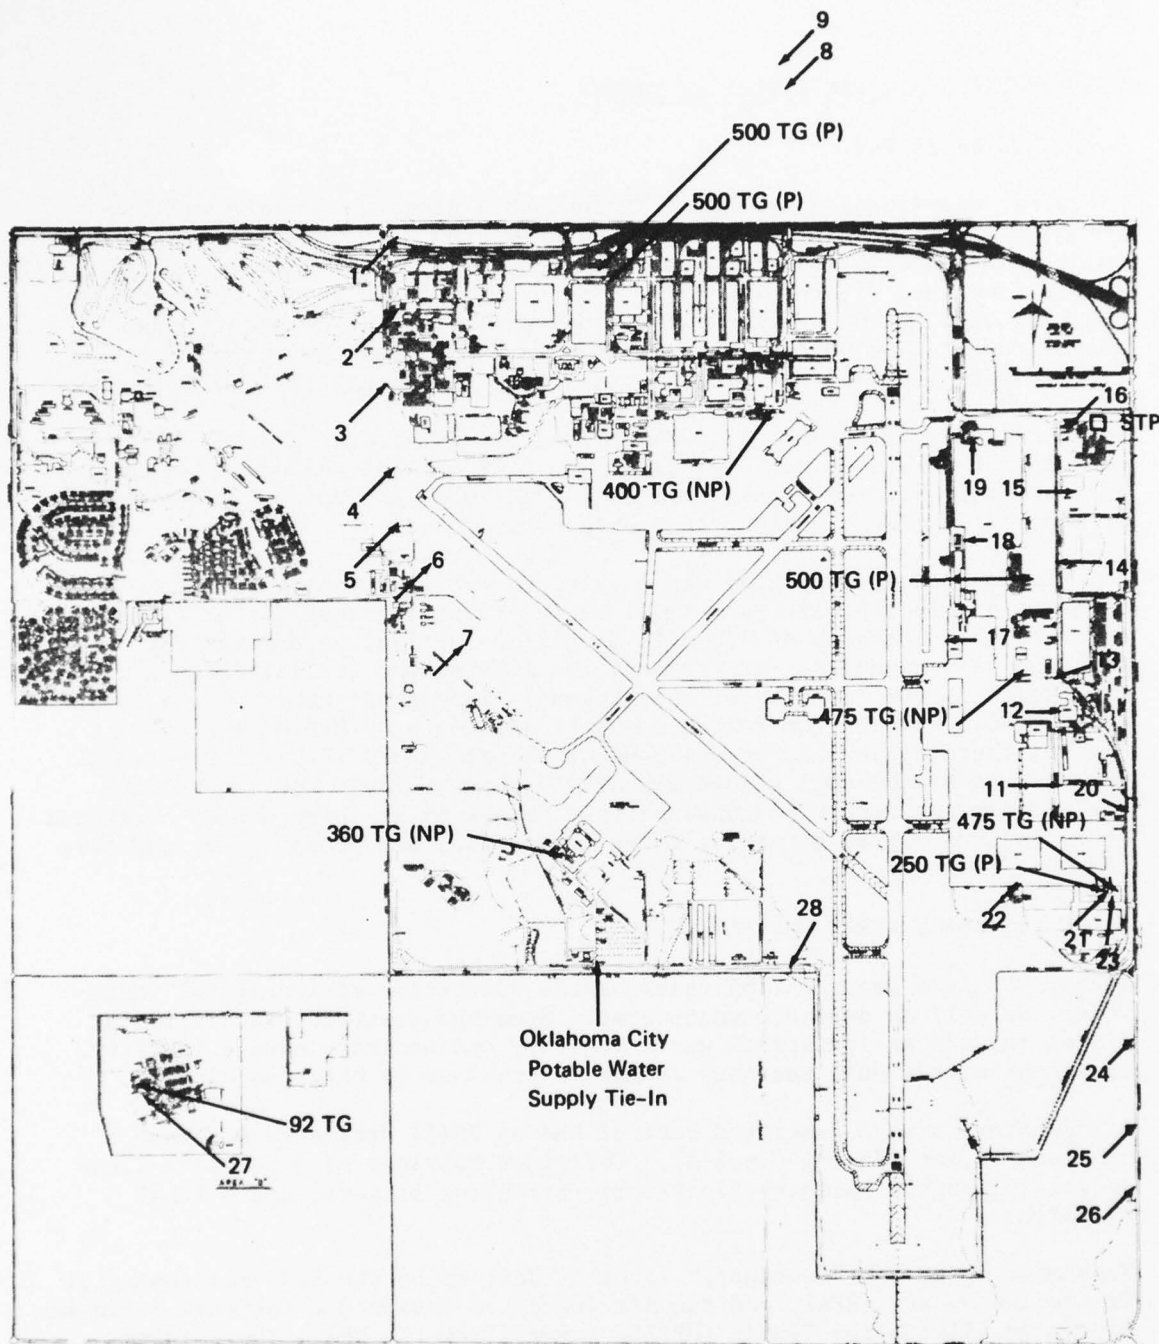 9
8
500 TG (P)
500 TG (P)
1
2
3
16
STP
400 TG (NP)
19
15
4
18
5
6
500 TG (P)
14
7
17
13
475 TG (NP)
12
11
20
360 TG (NP)
475 TG (NP)
250 TG (P)
28
22
21
23
Oklahoma City
Potable Water
Supply Tie-In
24
92 TG
27
25
26